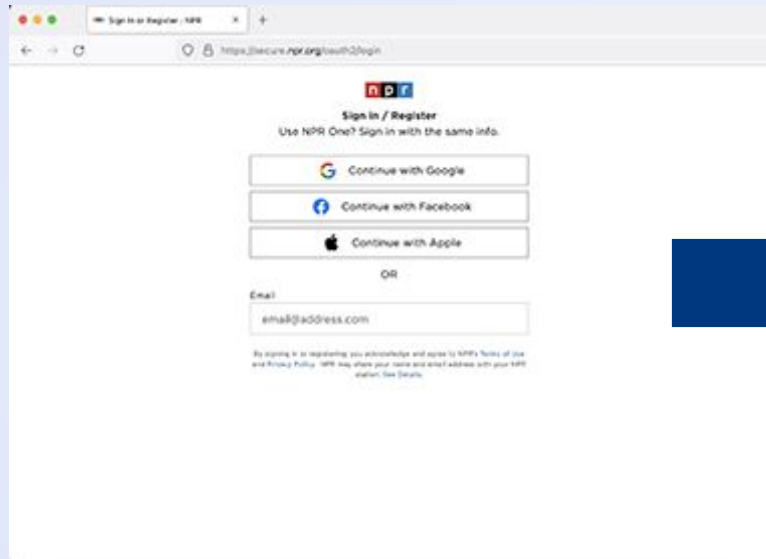 Sign In or Register : NPR
https://secure.npr.org/oauth2/login
npr
Sign in / Register
Use NPR One? Sign in with the same info.
Continue with Google
Continue with Facebook
Continue with Apple
OR
Email
email@address.com
By signing in or registering you acknowledge and agree to NPR's Terms of Use
and Privacy Policy. NPR may share your name and email address with your NPR
station. See Details.